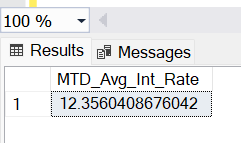 100 %
Results Messages
MTD_Avg_Int_Rate
1 12.3560408676042